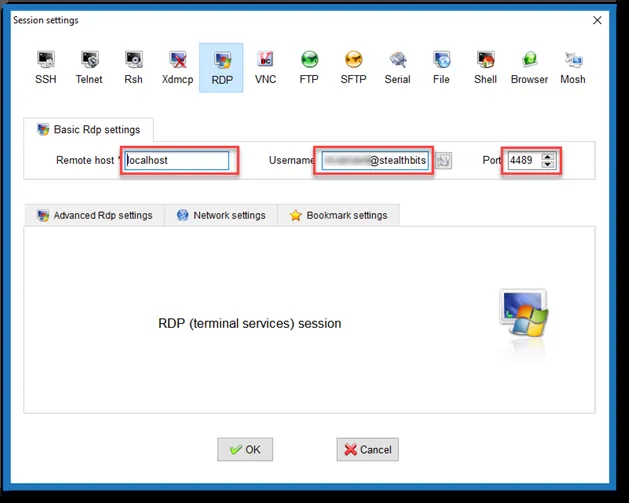 Session settings
SSH Telnet Rsh Xdmcp RDP VNC FTP SFTP Serial File Shell Browser Mosh
Basic Rdp settings
Remote host * localhost Username @stealthbits Port 4489
Advanced Rdp settings Network settings Bookmark settings
RDP (terminal services) session
OK Cancel